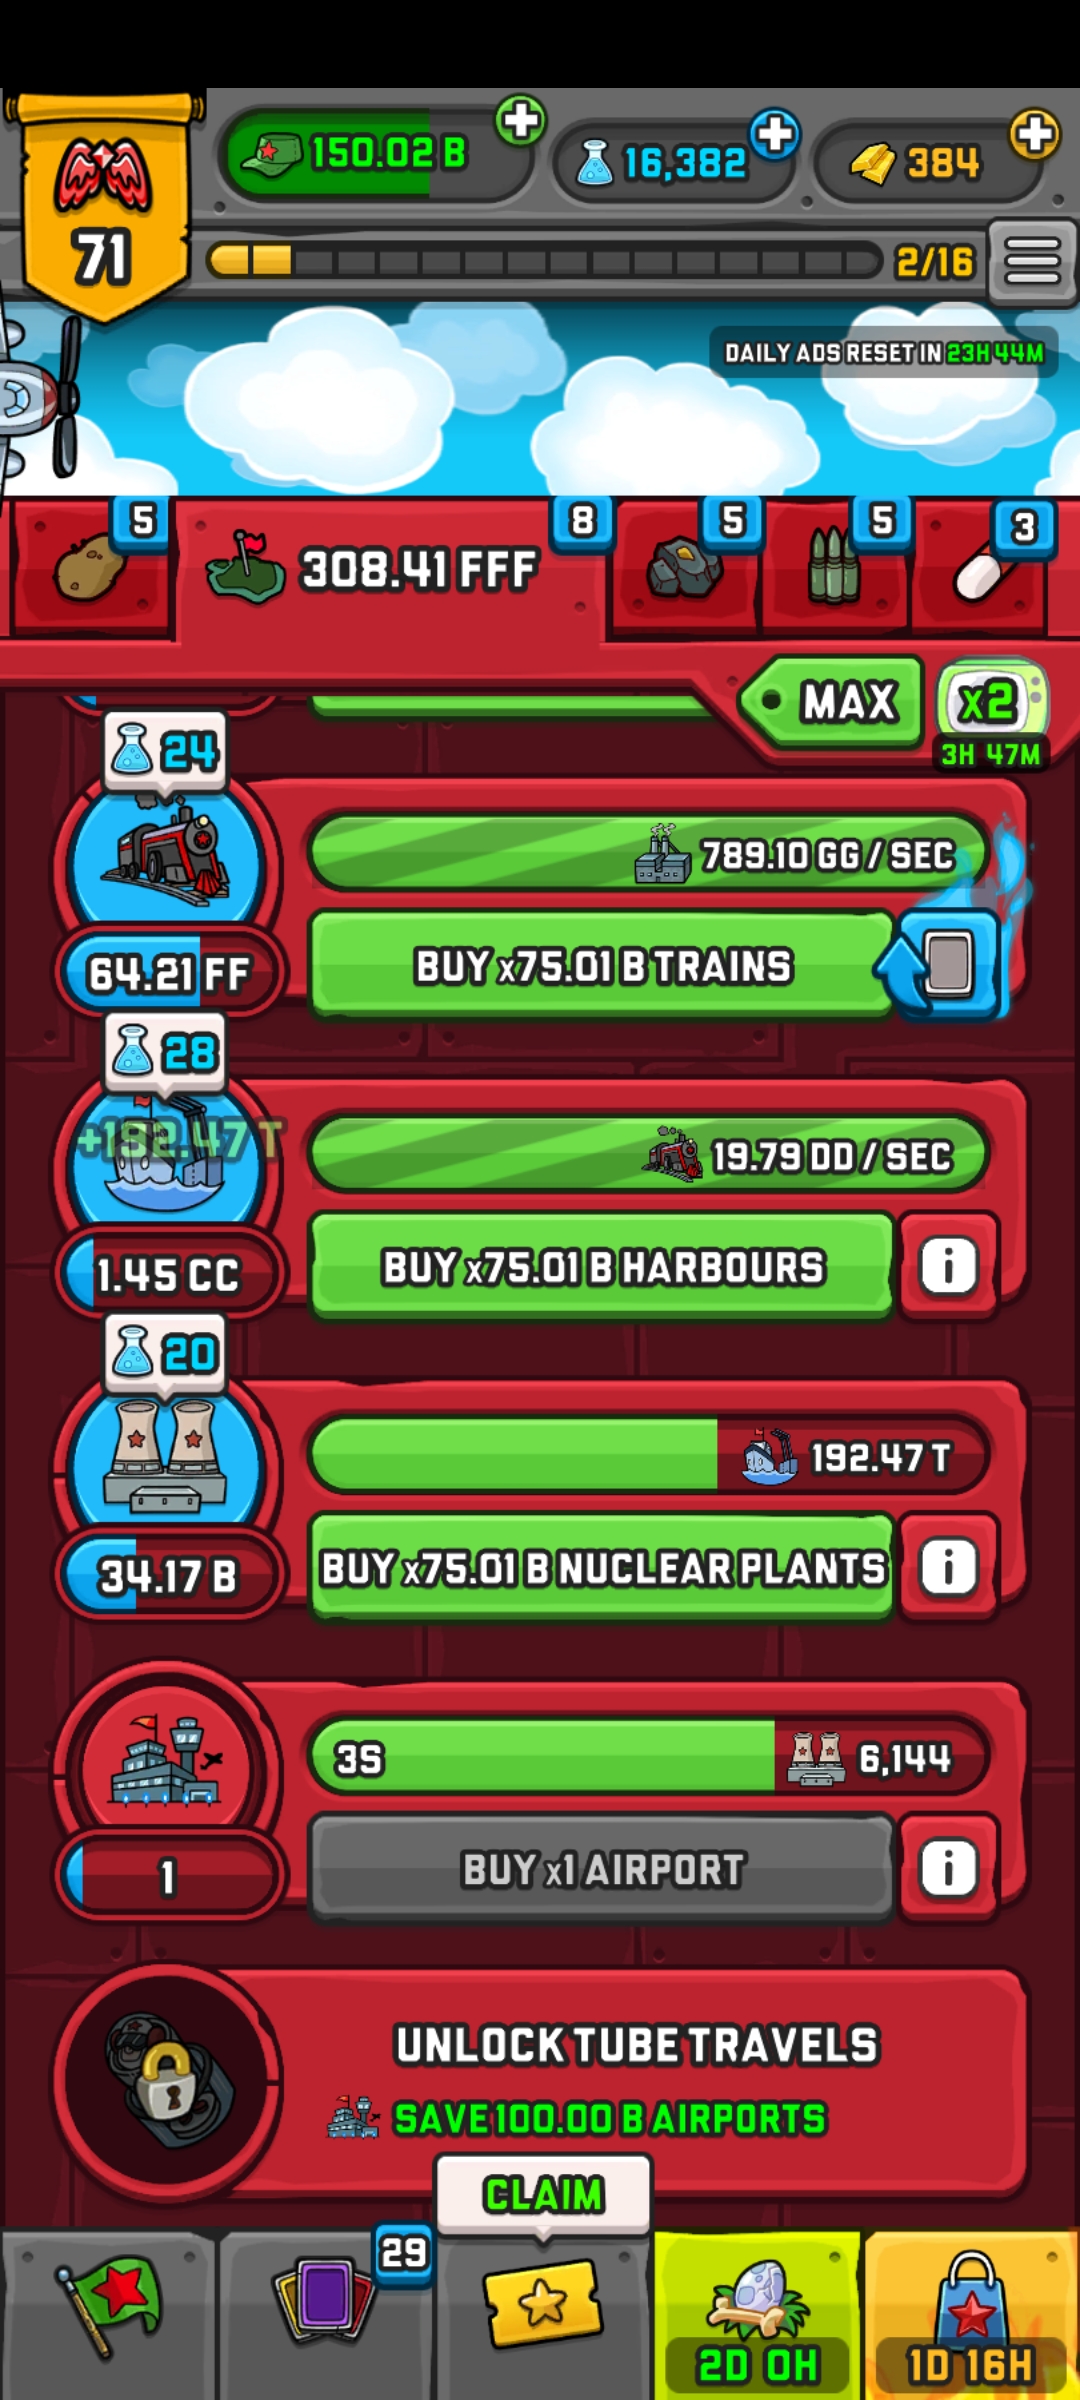 150.02 B
16,382
384
71
2/16
DAILY ADS RESET IN 23H 44M
5
308.41 FFF
8
5
5
3
MAX
x2
3H 47M
24
789.10 GG / SEC
64.21 FF
BUY x75.01 B TRAINS
28
+192.47 T
19.79 DD / SEC
1.45 CC
BUY x75.01 B HARBOURS
i
20
192.47 T
34.17 B
BUY x75.01 B NUCLEAR PLANTS
i
3S
6,144
1
BUY x1 AIRPORT
i
UNLOCK TUBE TRAVELS
SAVE 100.00 B AIRPORTS
CLAIM
29
2D 0H
1D 16H